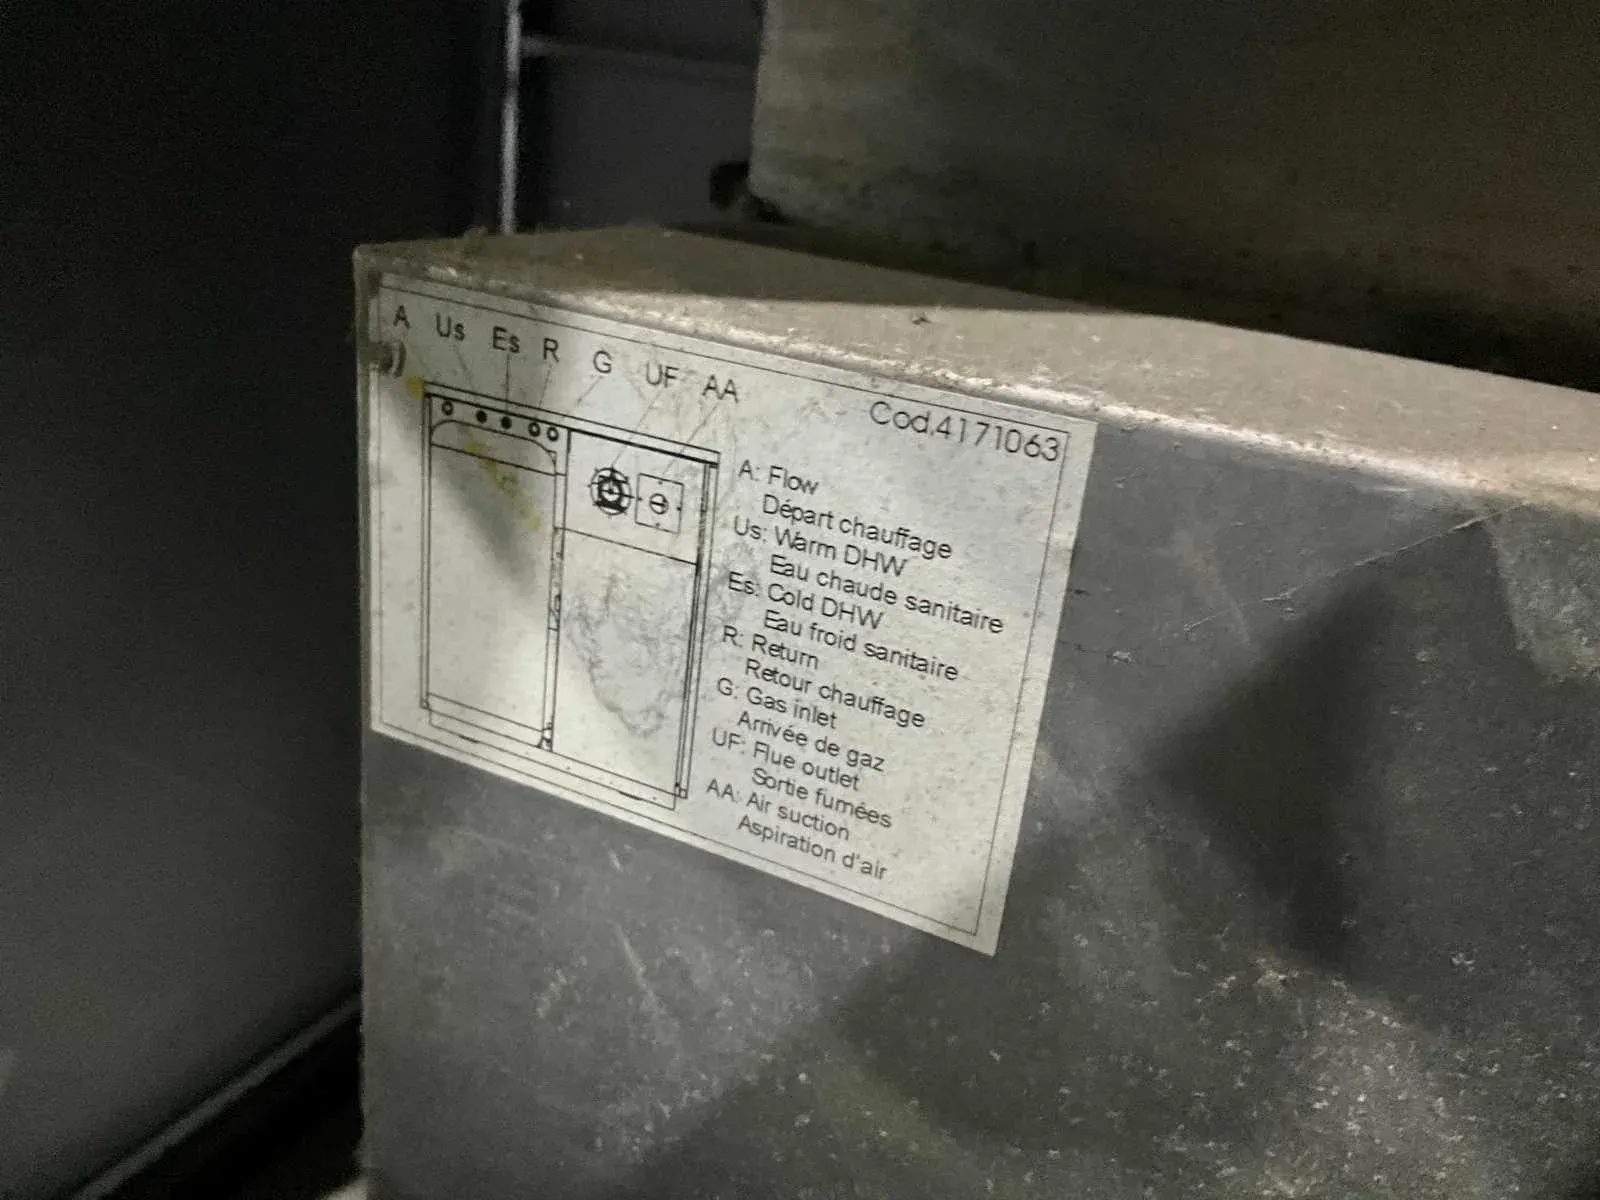 A Us Es R G UF AA
Cod.4171063
A: Flow
Départ chauffage
Us: Warm DHW
Eau chaude sanitaire
Es: Cold DHW
Eau froid sanitaire
R: Return
Retour chauffage
G: Gas inlet
Arrivée de gaz
UF: Flue outlet
Sortie fumées
AA: Air suction
Aspiration d'air